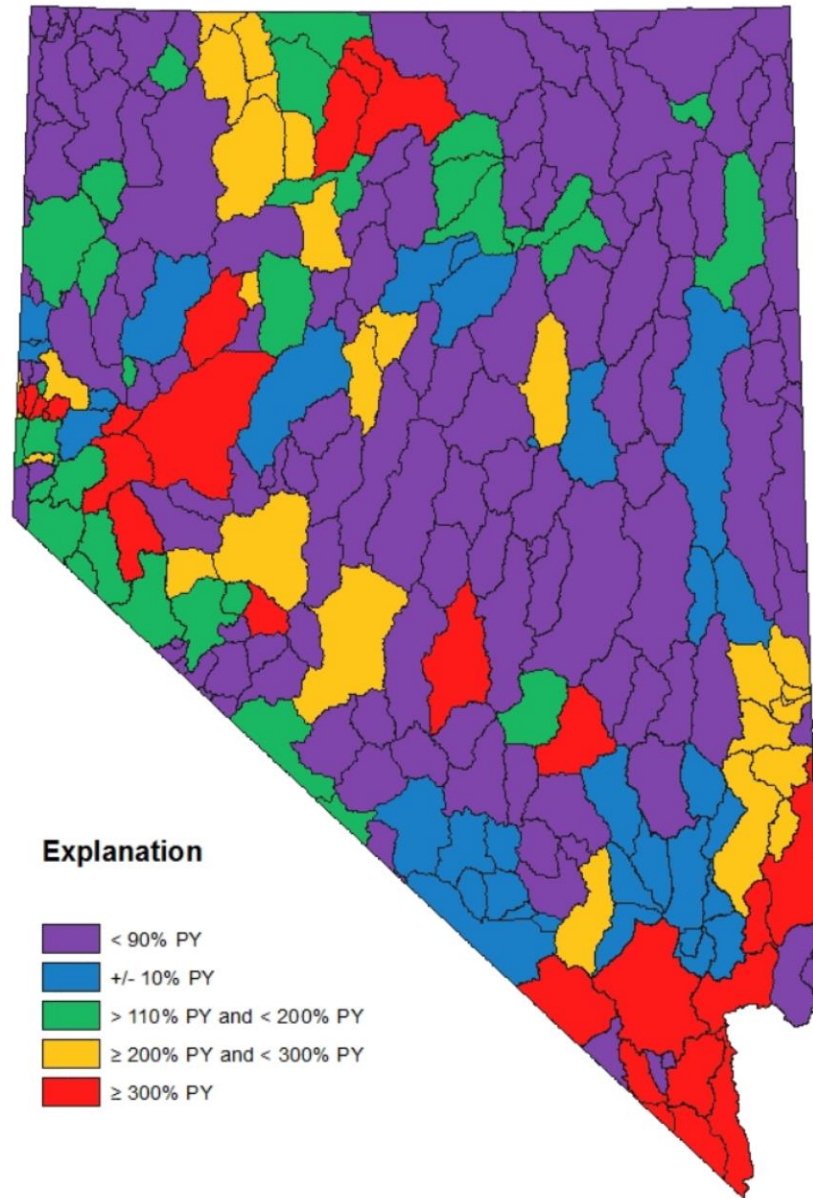 Explanation
< 90% PY
+/- 10% PY
> 110% PY and < 200% PY
≥ 200% PY and < 300% PY
≥ 300% PY